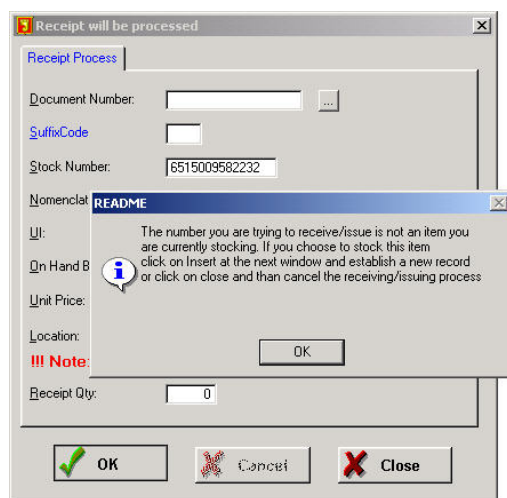 Receipt will be processed
Receipt Process
Document Number:
...
SuffixCode
Stock Number: 6515009582232
Nomenclat
README
The number you are trying to receive/issue is not an item you
are currently stocking. If you choose to stock this item
click on Insert at the next window and establish a new record
or click on close and than cancel the receiving/issuing process
OK
UI:
On Hand B
Unit Price:
Location:
!!! Note:
Receipt Qty: 0
OK Cancel Close